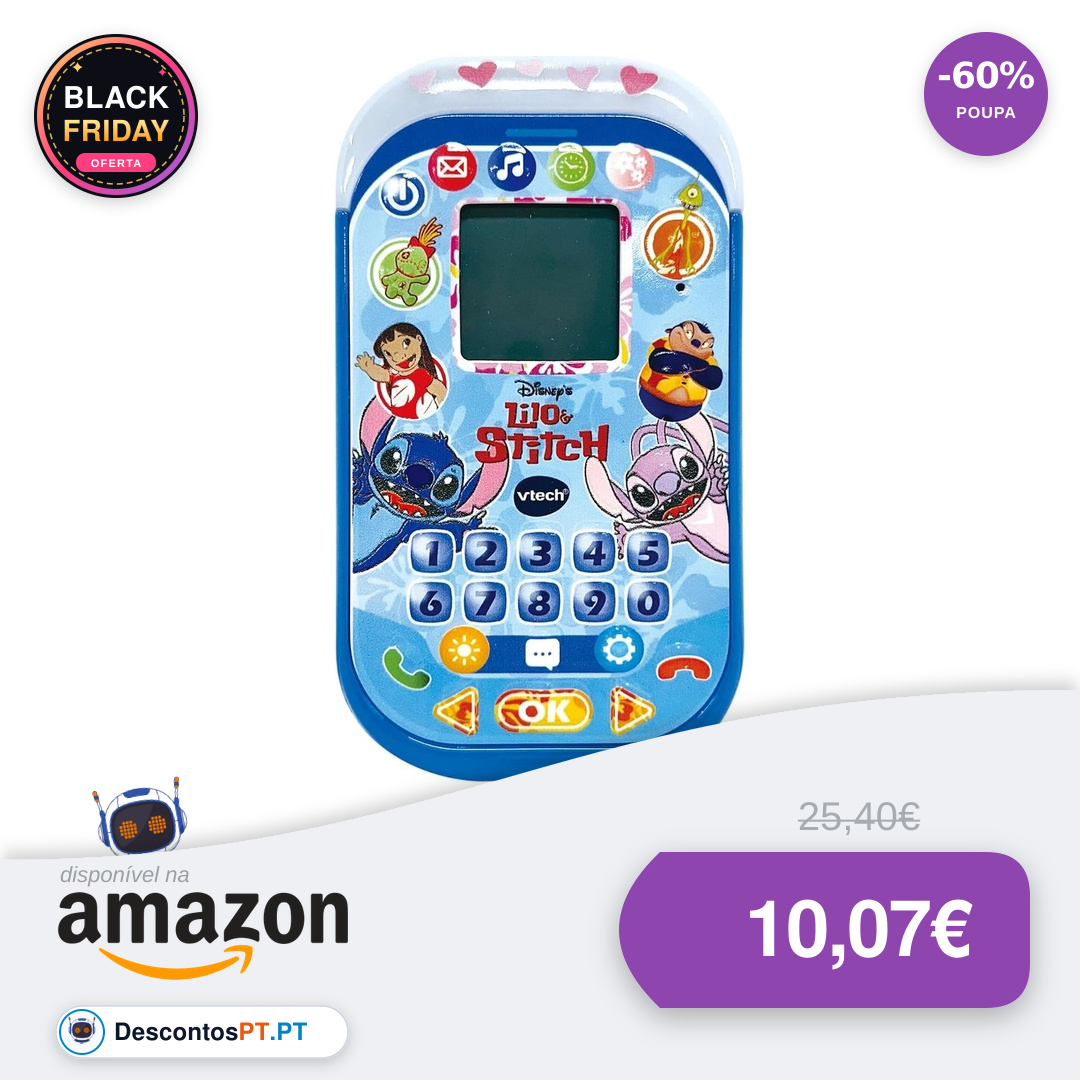 BLACK
FRIDAY
OFERTA
-60%
POUPA
Disney's
Lilo &
Stitch
vtech®
1 2 3 4 5
6 7 8 9 0
OK
25,40€
10,07€
disponível na
amazon
DescontosPT.PT